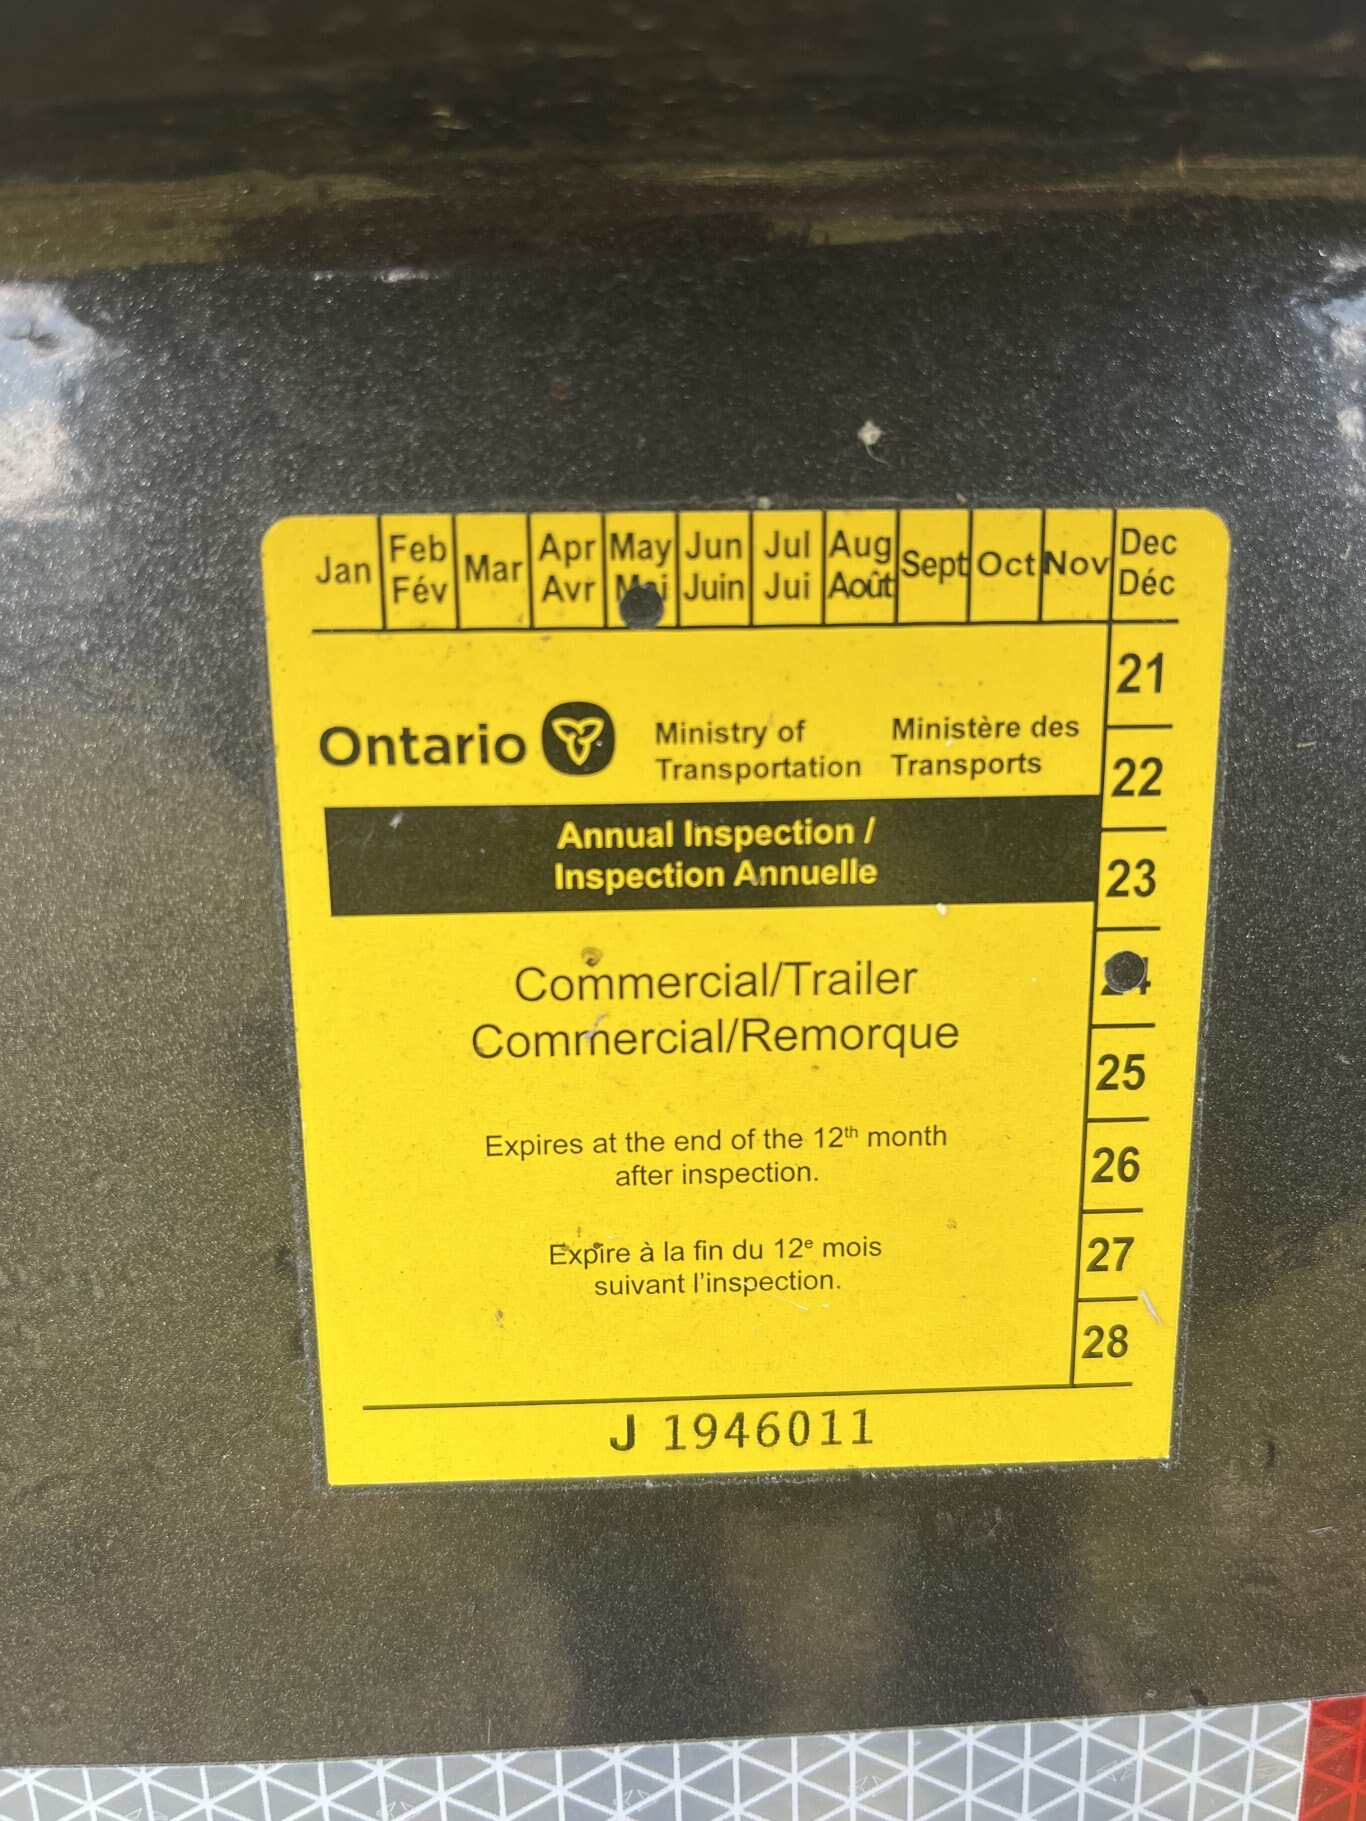 Jan Feb Fév Mar Apr Avr May Mai Jun Juin Jul Jui Aug Août Sept Oct Nov Dec Déc
21
Ontario Ministry of Transportation Ministère des Transports
22
Annual Inspection /
Inspection Annuelle
23
Commercial/Trailer
24
Commercial/Remorque
25
Expires at the end of the 12th month
after inspection.
26
Expire à la fin du 12e mois
suivant l'inspection.
27
28
J 1946011